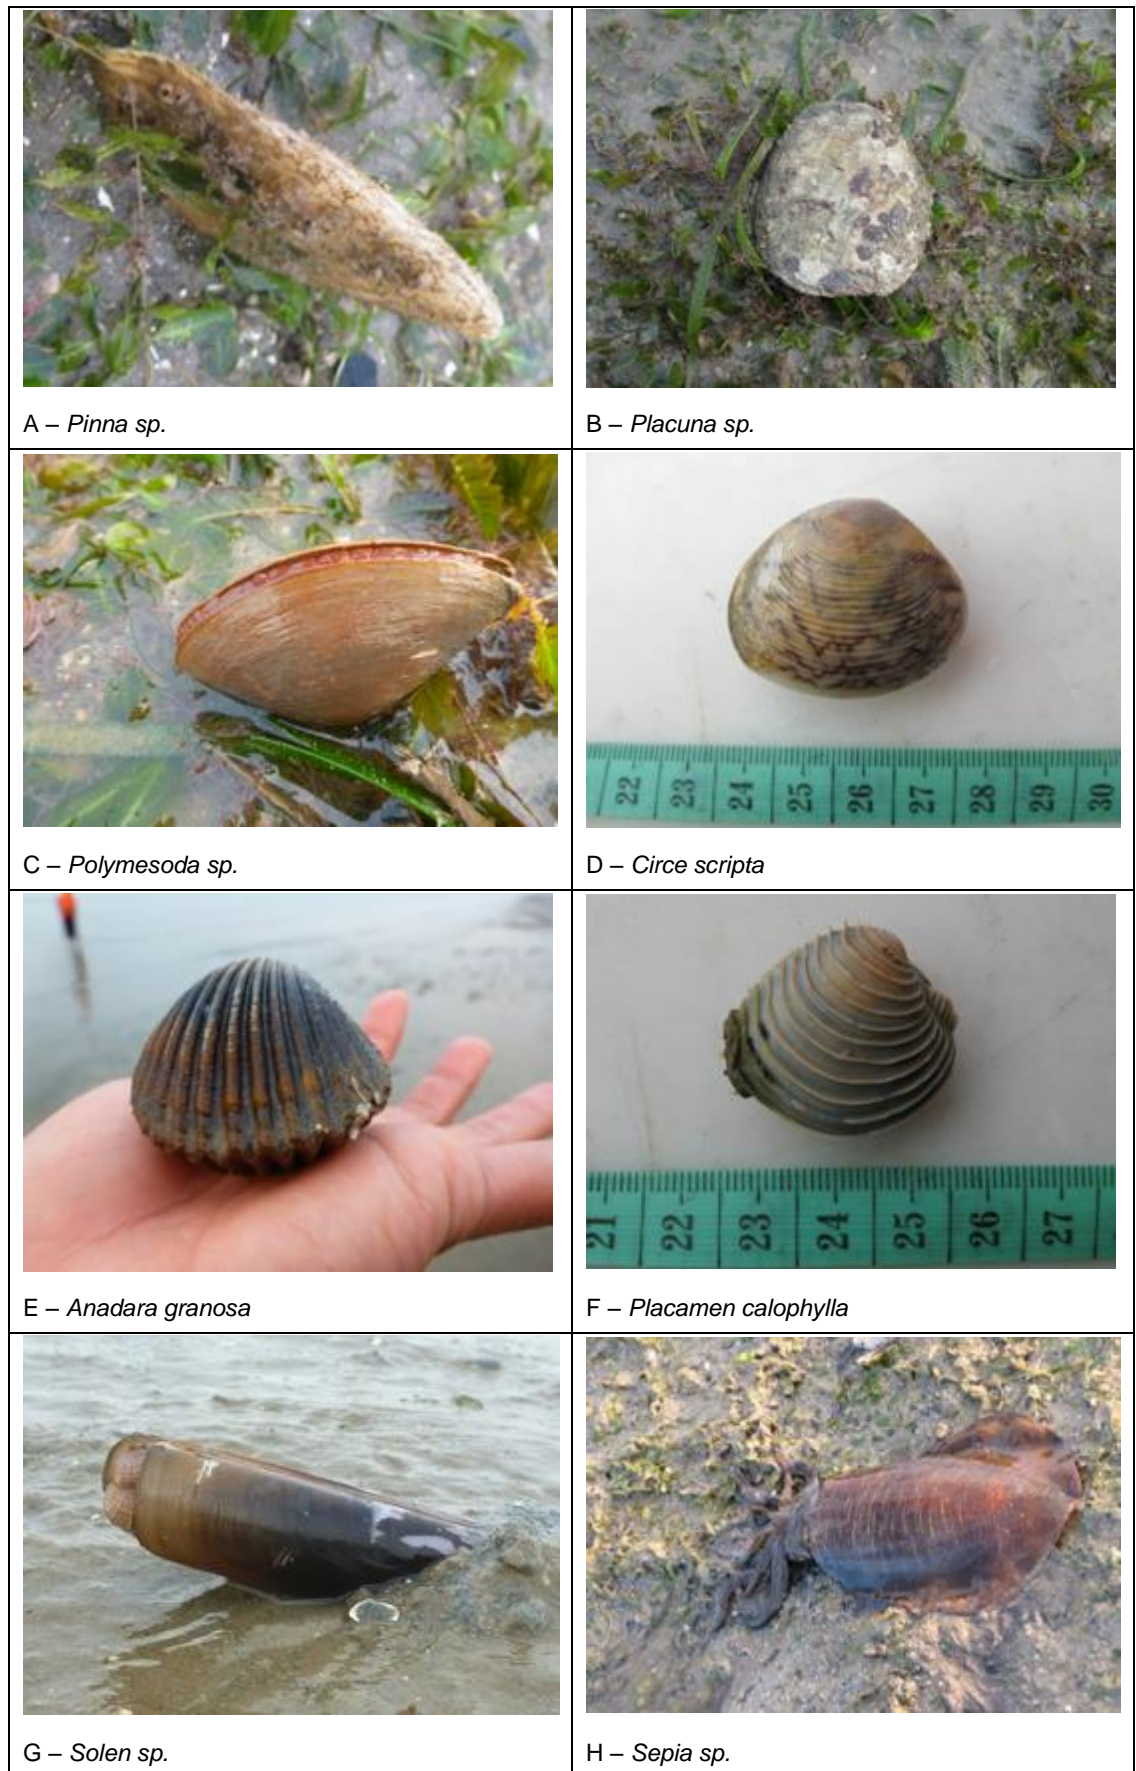 A – Pinna sp.
B – Placuna sp.
C – Polymesoda sp.
D – Circe scripta
22 23 24 25 26 27 28 29 30
E – Anadara granosa
F – Placamen calophylla
21 22 23 24 25 26 27
G – Solen sp.
H – Sepia sp.